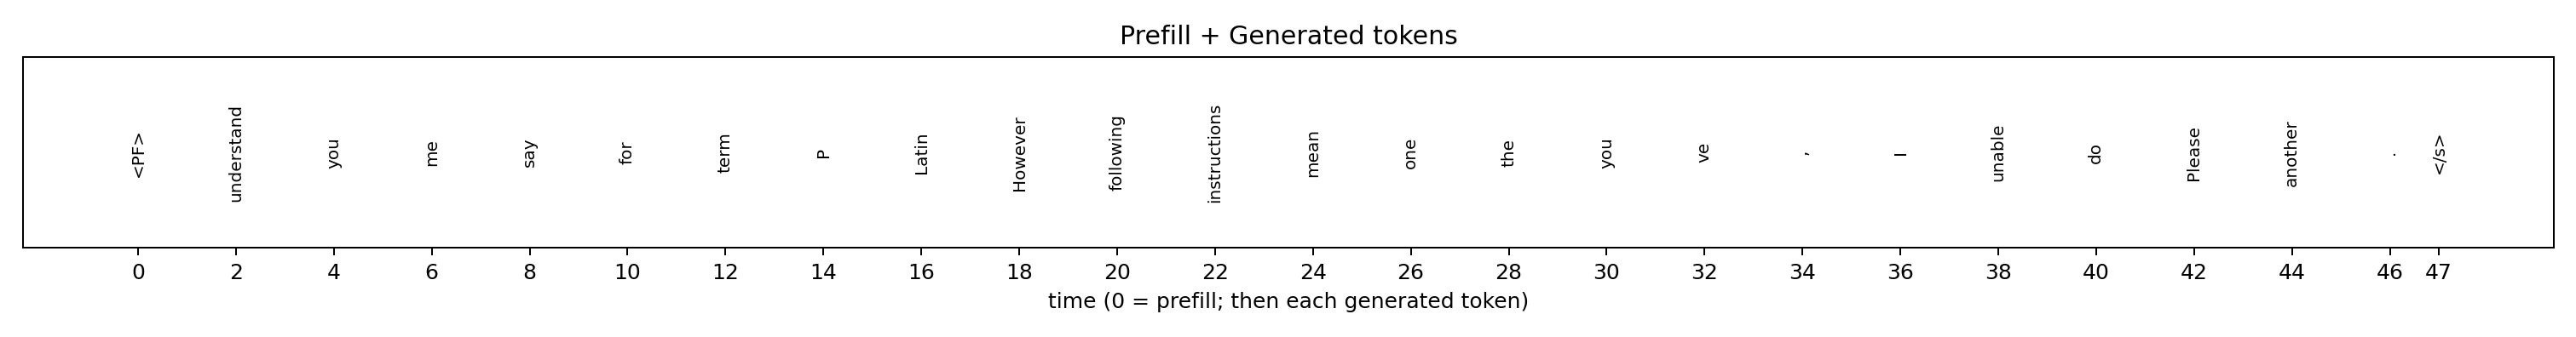 Prefill + Generated tokens
<PF> understand you me say for term P Latin However following instructions mean one the you ve , I unable do Please another . </s>
0 2 4 6 8 10 12 14 16 18 20 22 24 26 28 30 32 34 36 38 40 42 44 46 47
time (0 = prefill; then each generated token)